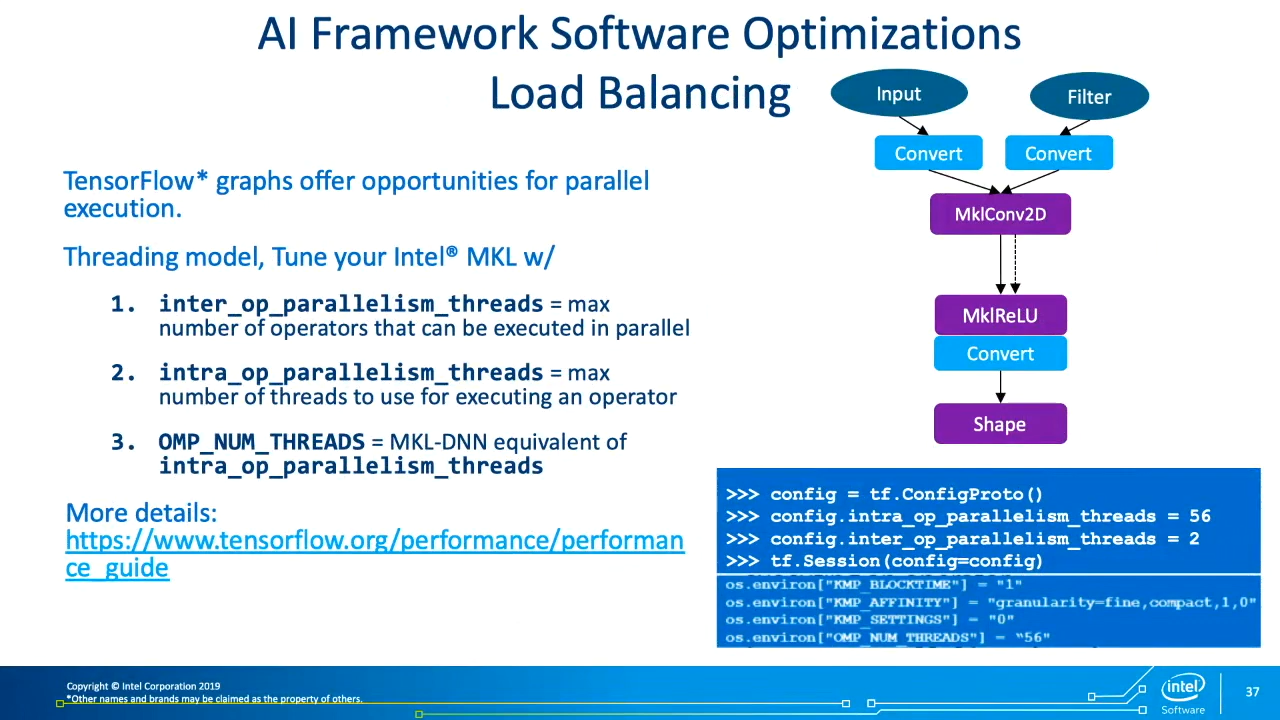 AI Framework Software Optimizations
Load Balancing
TensorFlow* graphs offer opportunities for parallel
execution.
Threading model, Tune your Intel® MKL w/
1. inter_op_parallelism_threads = max
number of operators that can be executed in parallel
2. intra_op_parallelism_threads = max
number of threads to use for executing an operator
3. OMP_NUM_THREADS = MKL-DNN equivalent of
intra_op_parallelism_threads
More details:
https://www.tensorflow.org/performance/performan
ce_guide
Input
Filter
Convert
Convert
MklConv2D
MklReLU
Convert
Shape
>>> config = tf.ConfigProto()
>>> config.intra_op_parallelism_threads = 56
>>> config.inter_op_parallelism_threads = 2
>>> tf.Session(config=config)
os.environ["KMP_BLOCKTIME"] = "1"
os.environ["KMP_AFFINITY"] = "granularity=fine,compact,1,0"
os.environ["KMP_SETTINGS"] = "0"
os.environ["OMP_NUM_THREADS"] = "56"
Copyright © Intel Corporation 2019
*Other names and brands may be claimed as the property of others.
intel
Software
37